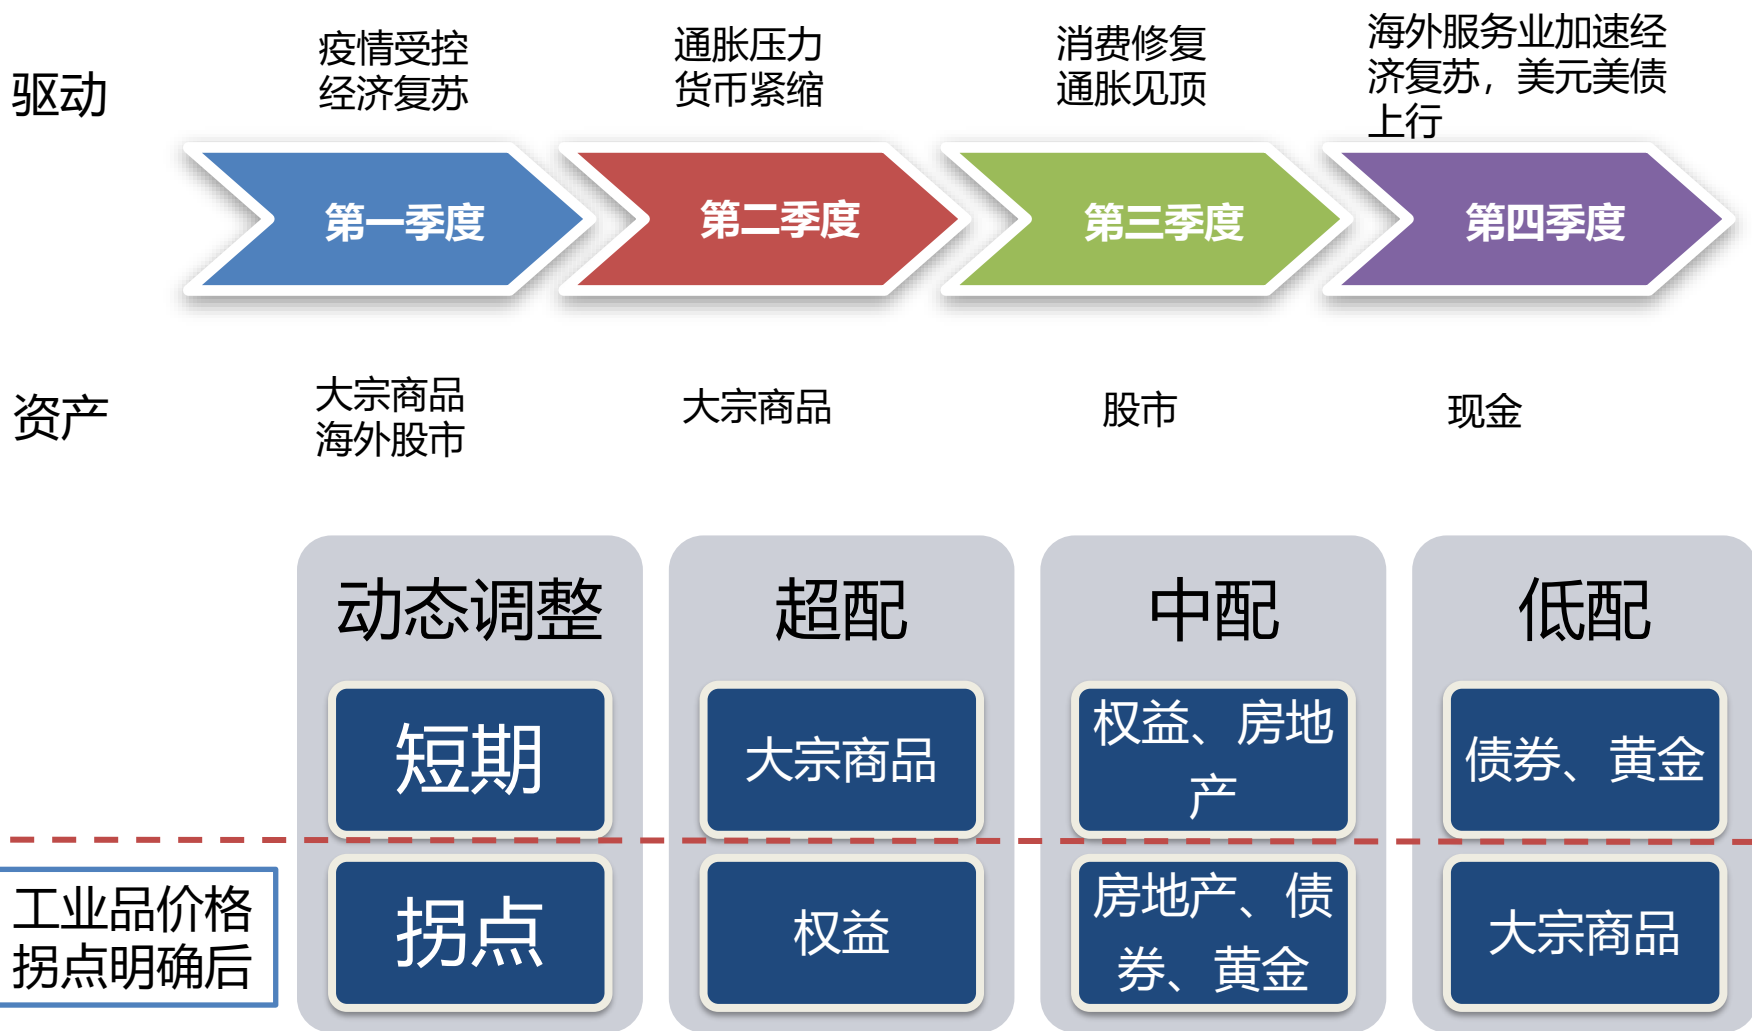 驱动
疫情受控
经济复苏
通胀压力
货币紧缩
消费修复
通胀见顶
海外服务业加速经
济复苏，美元美债
上行
第一季度
第二季度
第三季度
第四季度
资产
大宗商品
海外股市
大宗商品
股市
现金
动态调整
超配
中配
低配
短期
大宗商品
权益、房地
产
债券、黄金
工业品价格
拐点明确后
拐点
权益
房地产、债
券、黄金
大宗商品